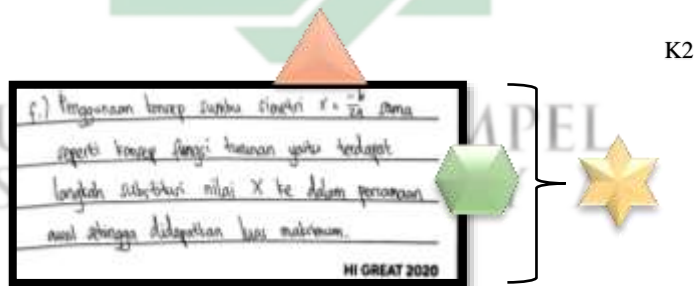 K2
f.) Penggunaan konsep sumbu simetri x = -b/2a sama
seperti konsep fungsi turunan yaitu terdapat
langkah substitusi nilai X ke dalam persamaan
awal sehingga didapatkan luas maksimum.
HI GREAT 2020
MPEL